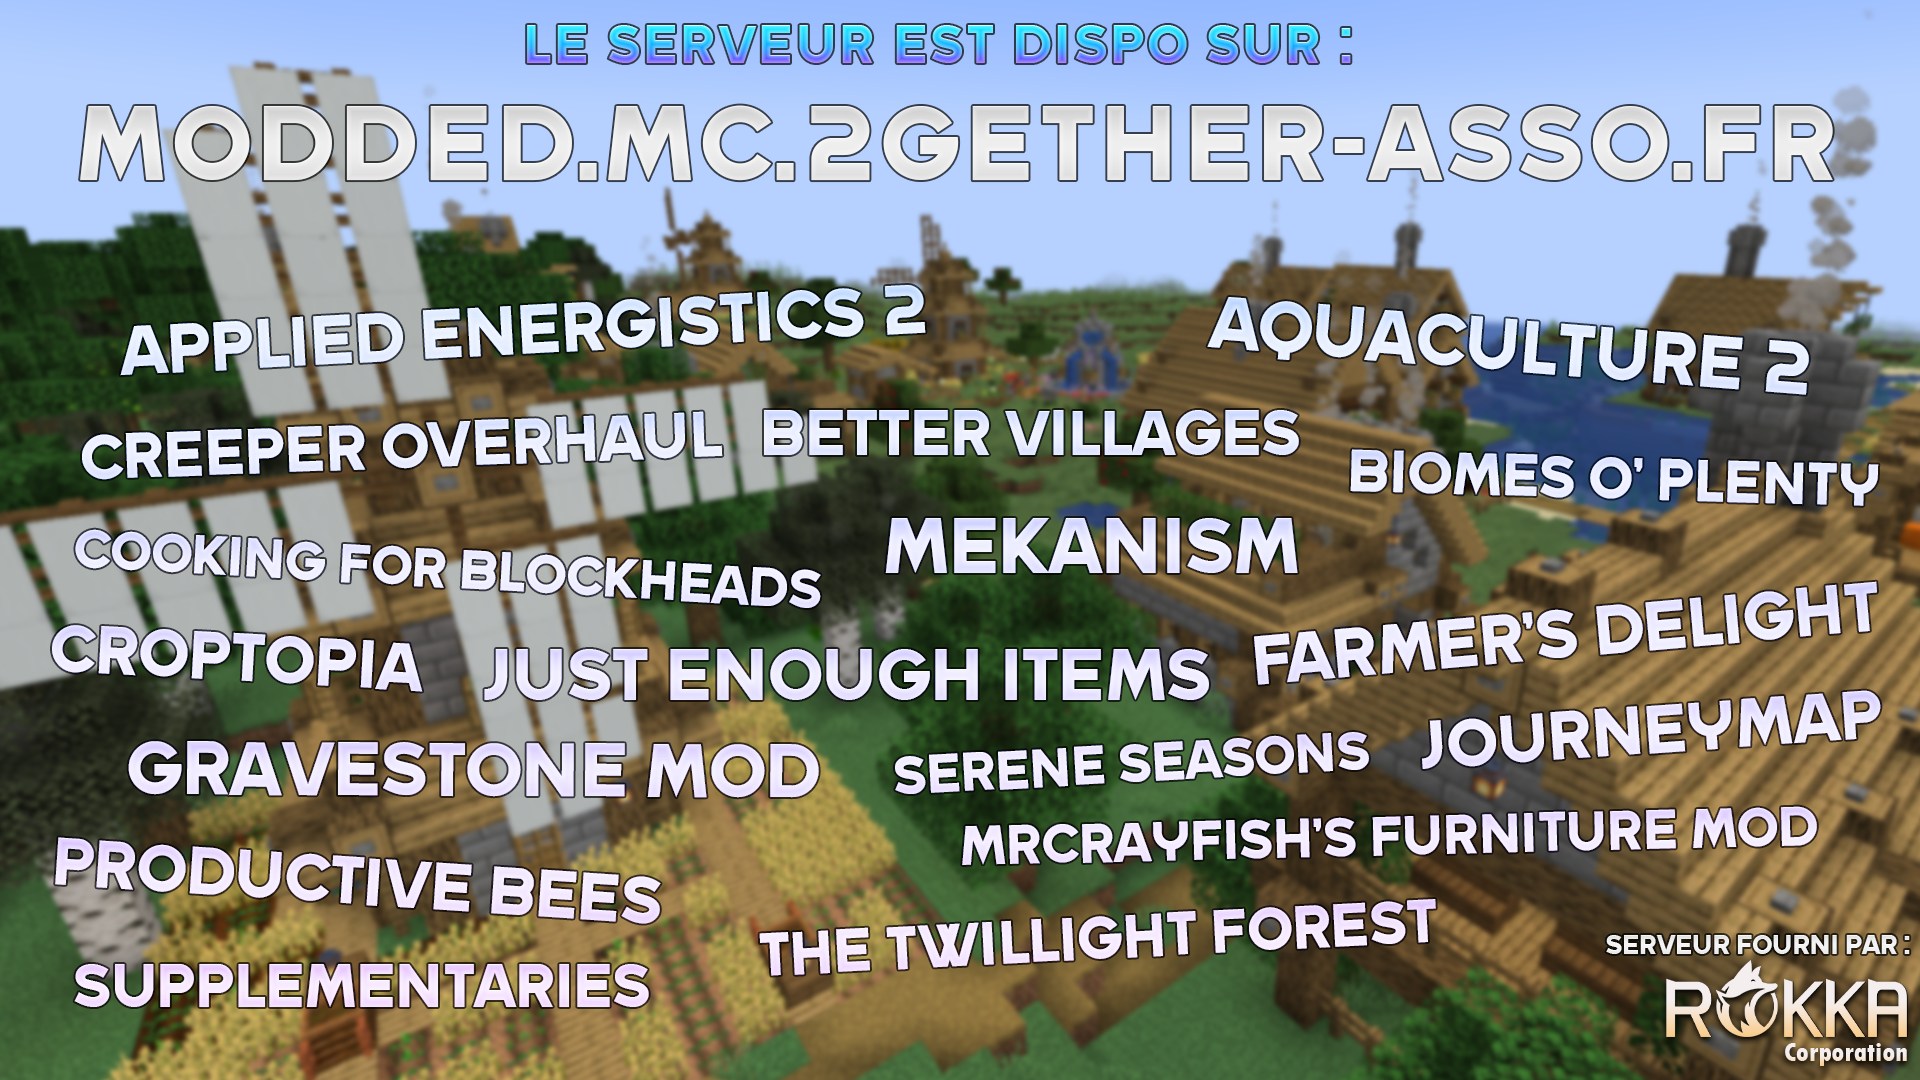 LE SERVEUR EST DISPO SUR :
MODDED.MC.2GETHER-ASSO.FR
APPLIED ENERGISTICS 2
AQUACULTURE 2
CREEPER OVERHAUL
BETTER VILLAGES
BIOMES O' PLENTY
COOKING FOR BLOCKHEADS
MEKANISM
CROPTOPIA
JUST ENOUGH ITEMS
FARMER'S DELIGHT
GRAVESTONE MOD
SERENE SEASONS
JOURNEYMAP
MRCRAYFISH'S FURNITURE MOD
PRODUCTIVE BEES
THE TWILLIGHT FOREST
SUPPLEMENTARIES
SERVEUR FOURNI PAR :
ROKKA
Corporation